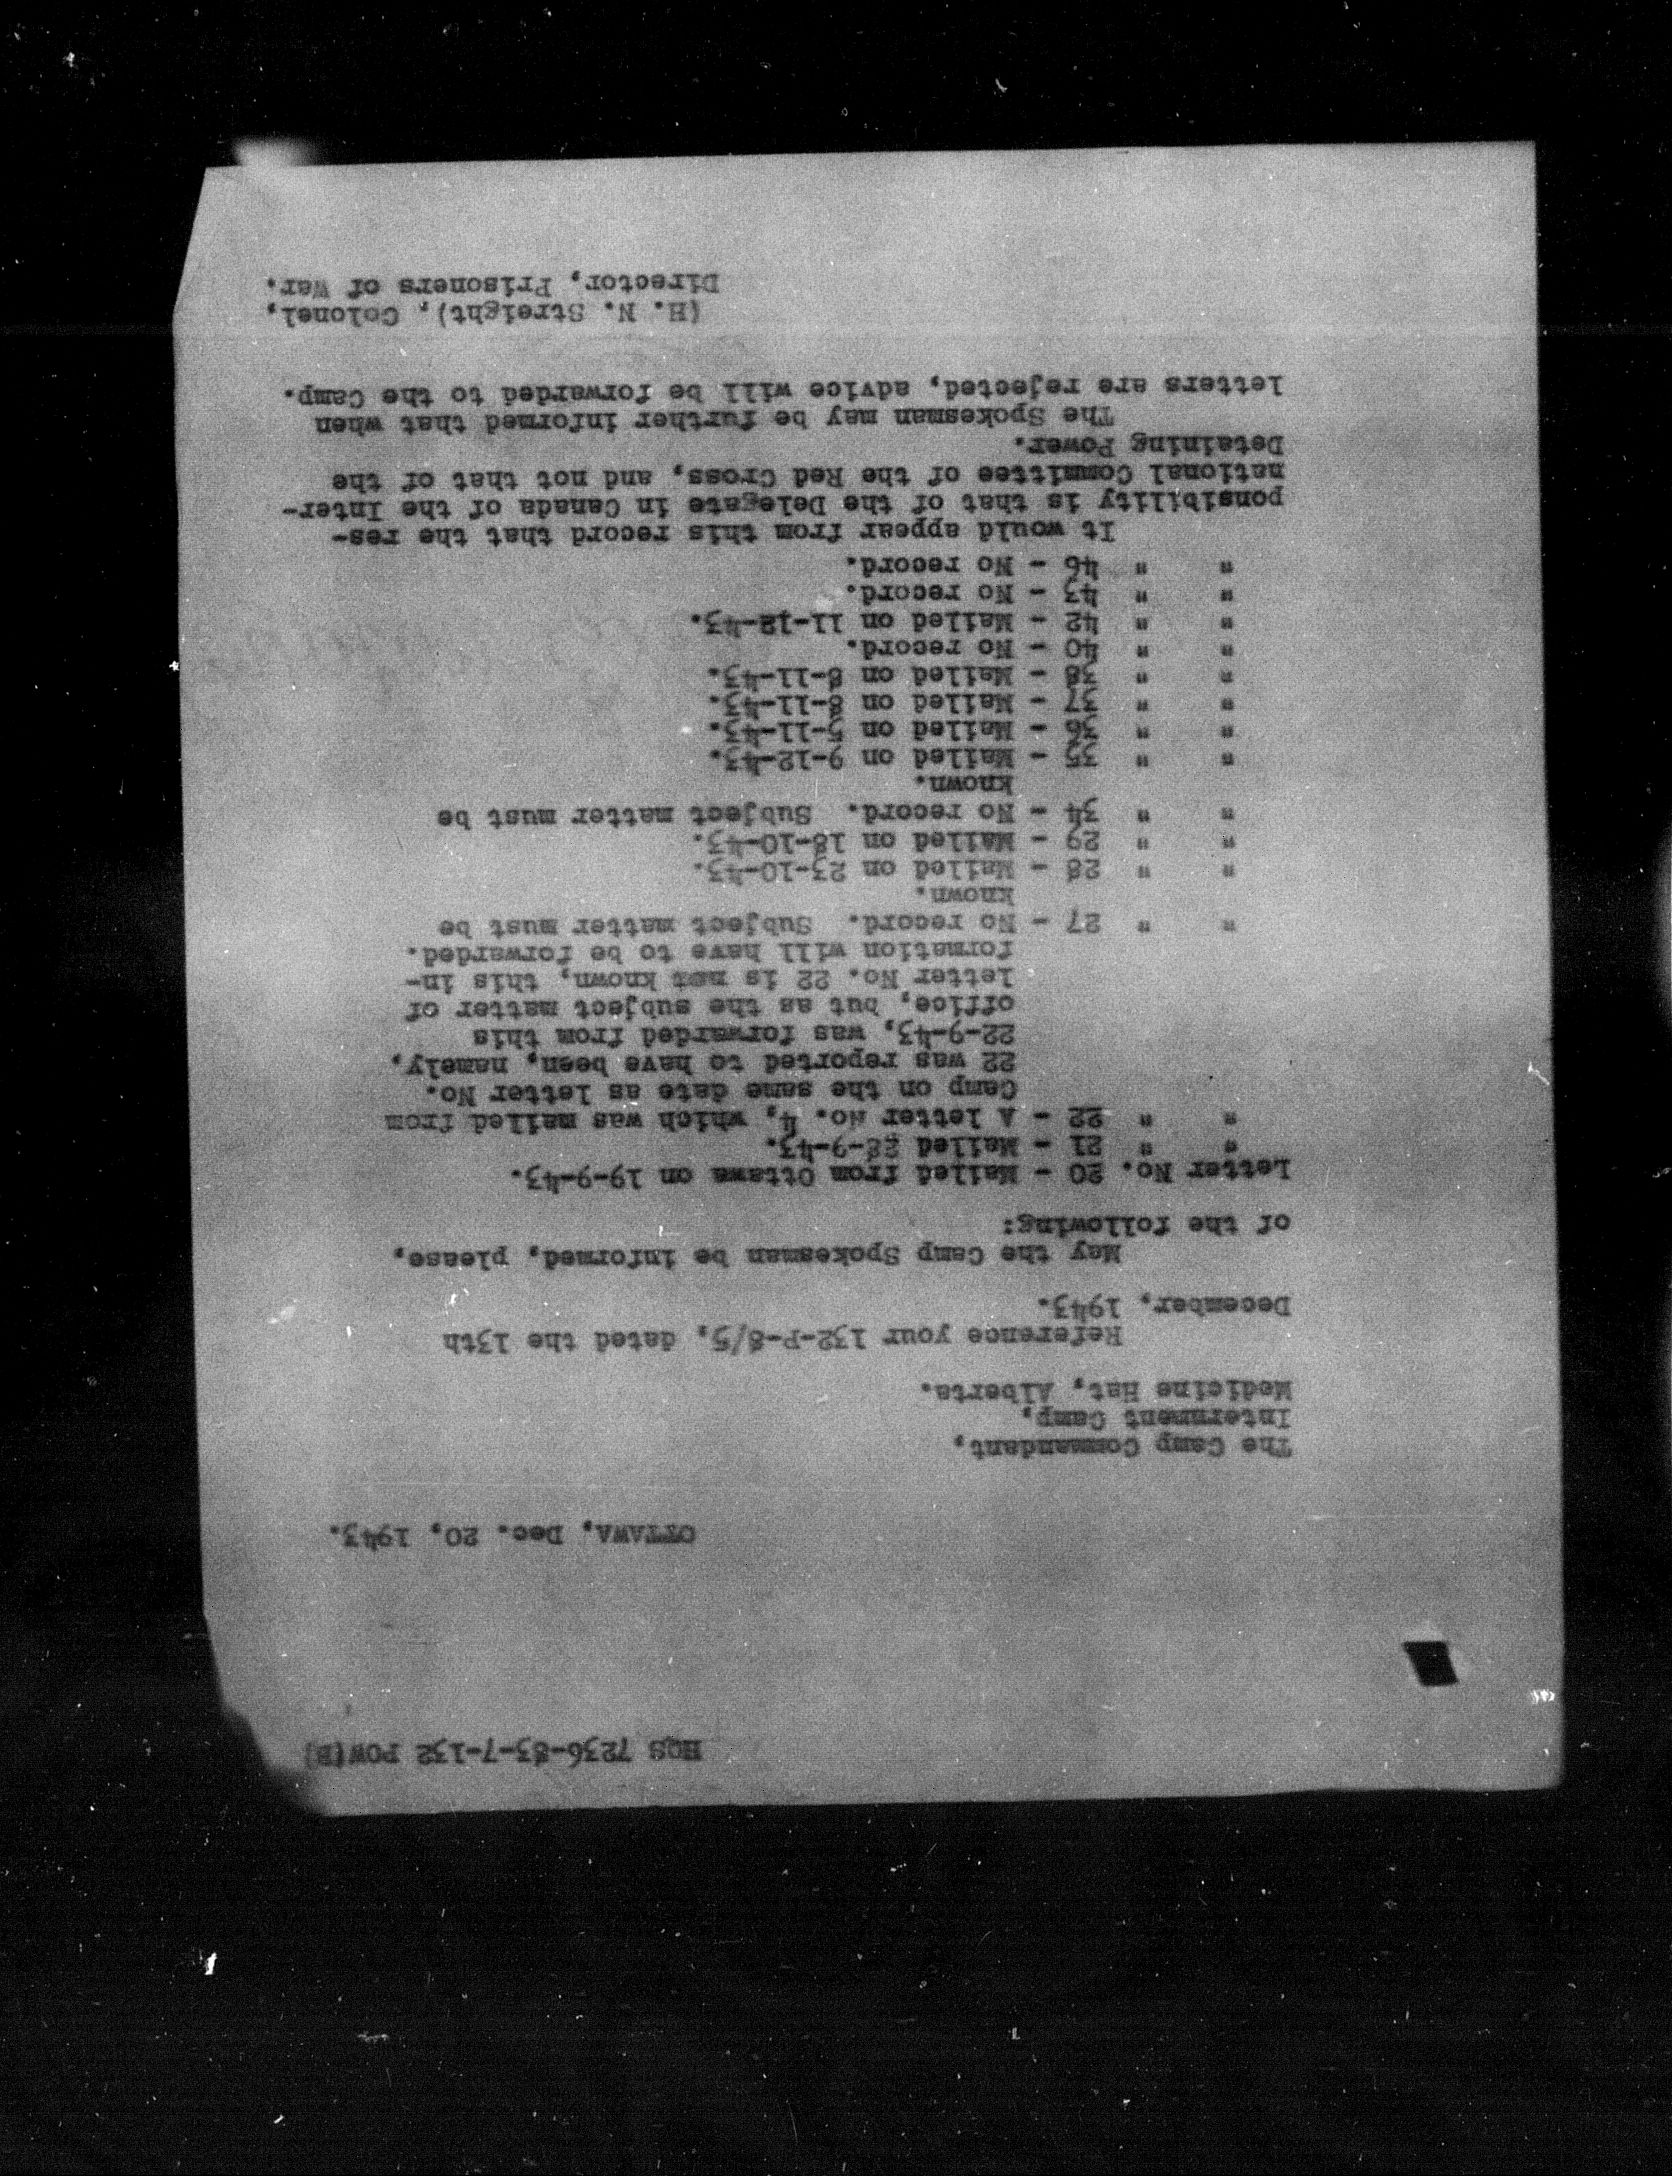 HQS 7236-83-7-132 POW(B)
OTTAWA, Dec. 20, 1943.
The Camp Commandant,
Internment Camp,
Medicine Hat, Alberta.
Reference your 132-P-8/5, dated the 13th
December, 1943.
May the Camp Spokesman be informed, please,
of the following:
Letter No. 20 - Mailed from Ottawa on 19-9-43.
" " 21 - Mailed 28-9-43.
" " 22 - A letter No. 4, which was mailed from
Camp on the same date as letter No.
22 was reported to have been, namely,
22-9-43, was forwarded from this
office, but as the subject matter of
letter No. 22 is not known, this in-
formation will have to be forwarded.
" " 27 - No record. Subject matter must be
known.
" " 28 - Mailed on 23-10-43.
" " 29 - Mailed on 18-10-43.
" " 34 - No record. Subject matter must be
known.
" " 35 - Mailed on 9-12-43.
" " 36 - Mailed on 5-11-43.
" " 37 - Mailed on 8-11-43.
" " 38 - Mailed on 8-11-43.
" " 40 - No record.
" " 42 - Mailed on 11-12-43.
" " 43 - No record.
" " 46 - No record.
It would appear from this record that the res-
ponsibility is that of the Delegate in Canada of the Inter-
national Committee of the Red Cross, and not that of the
Detaining Power.
The Spokesman may be further informed that when
letters are rejected, advice will be forwarded to the Camp.
(H. N. Streight), Colonel,
Director, Prisoners of War.